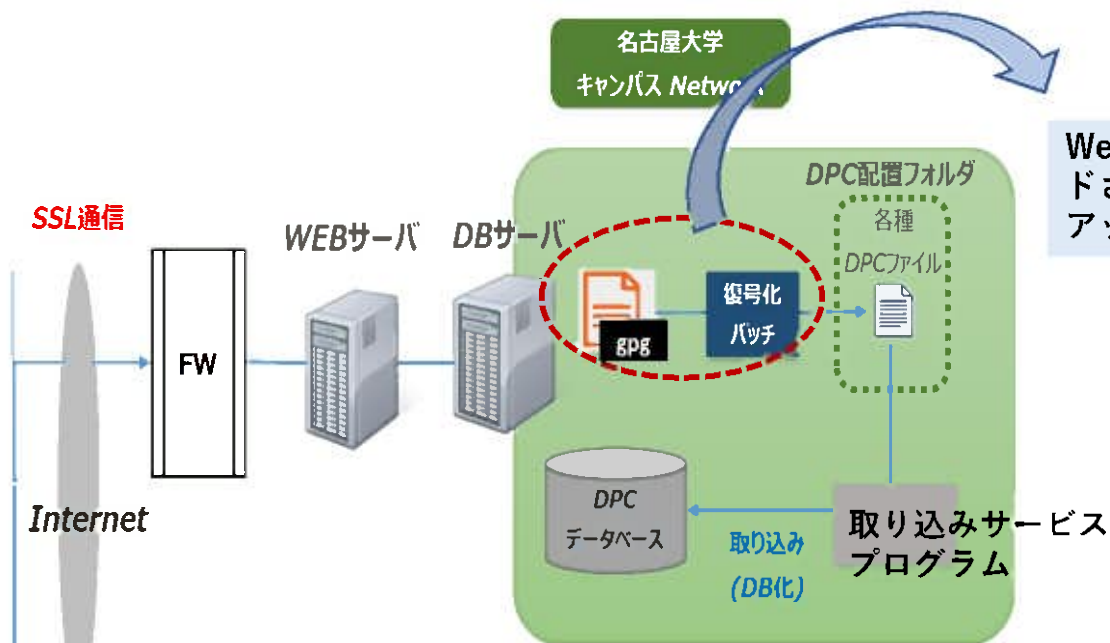 名古屋大学
キャンパス Network
SSL通信
WEBサーバ
DBサーバ
DPC配置フォルダ
We
ドさ
アッ
各種
DPCファイル
FW
gpg
復号化
バッチ
Internet
DPC
データベース
取り込み
(DB化)
取り込みサービス
プログラム